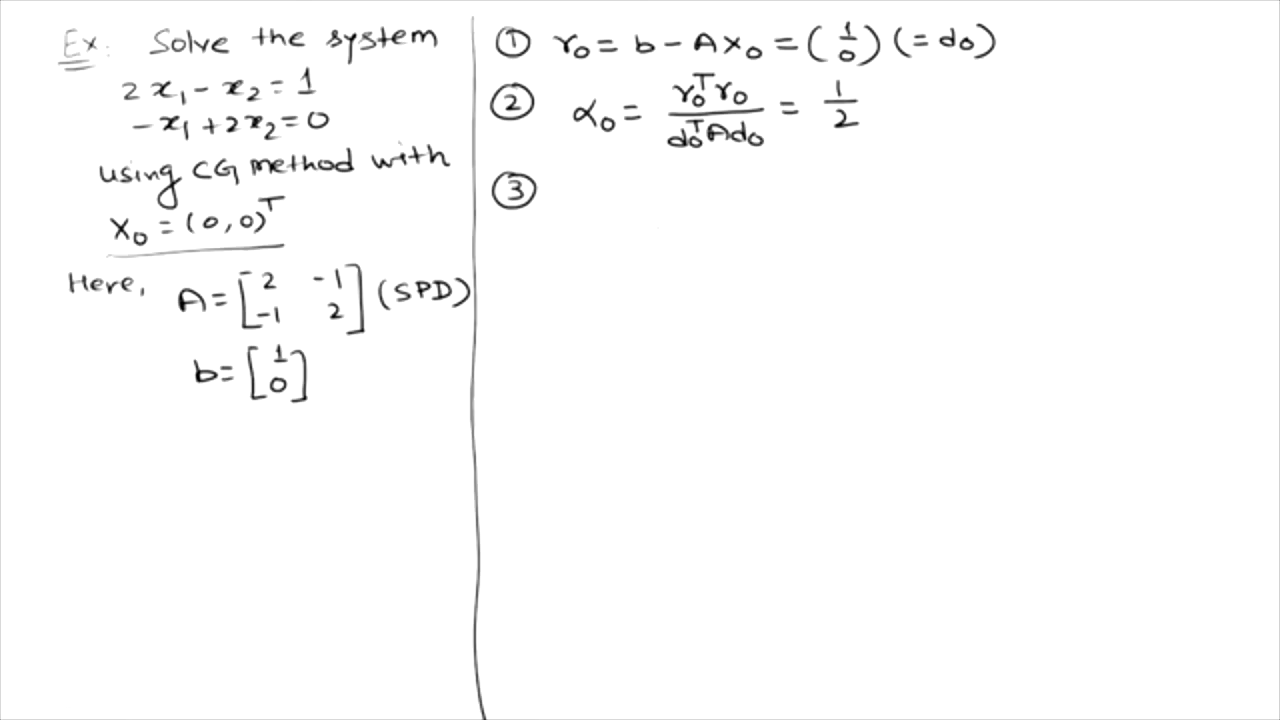 Ex: Solve the system
2x₁ - x₂ = 1
-x₁ + 2x₂ = 0
using CG method with
x₀ = (0, 0)ᵀ
Here, A = [2 -1
-1 2] (SPD)
b = [1
0]
① r₀ = b - Ax₀ = (1
0) (= d₀)
② α₀ = r₀ᵀr₀ / d₀ᵀAd₀ = 1/2
③